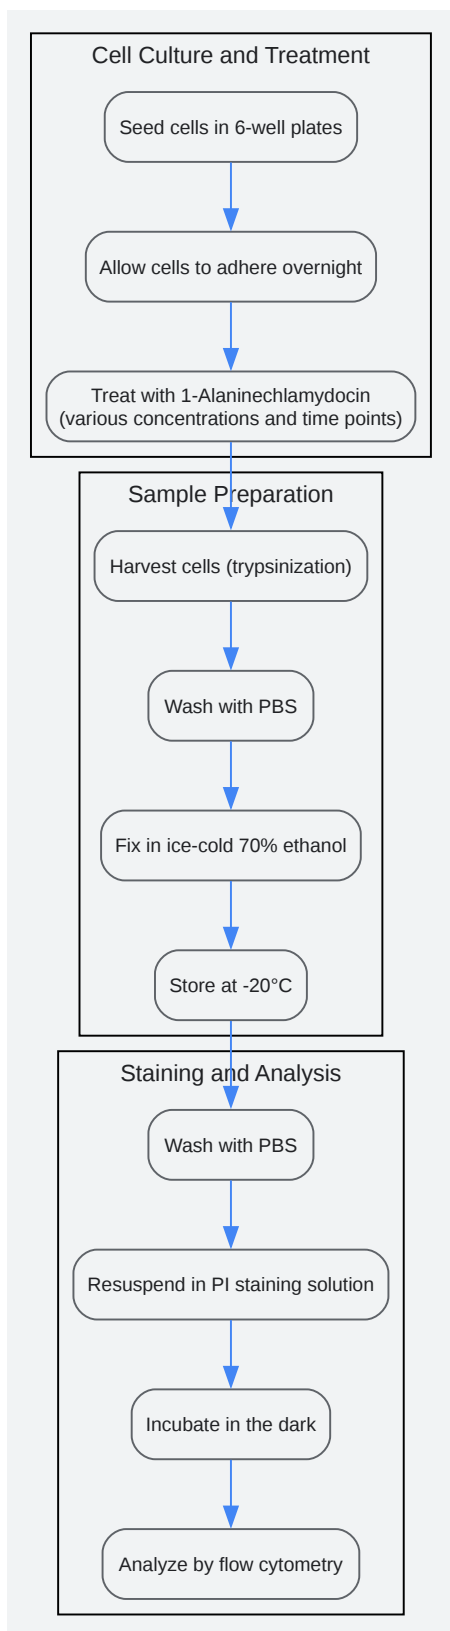 Cell Culture and Treatment
Seed cells in 6-well plates
Allow cells to adhere overnight
Treat with 1-Alaninechlamydocin
(various concentrations and time points)
Sample Preparation
Harvest cells (trypsinization)
Wash with PBS
Fix in ice-cold 70% ethanol
Store at -20°C
Staining and Analysis
Wash with PBS
Resuspend in PI staining solution
Incubate in the dark
Analyze by flow cytometry